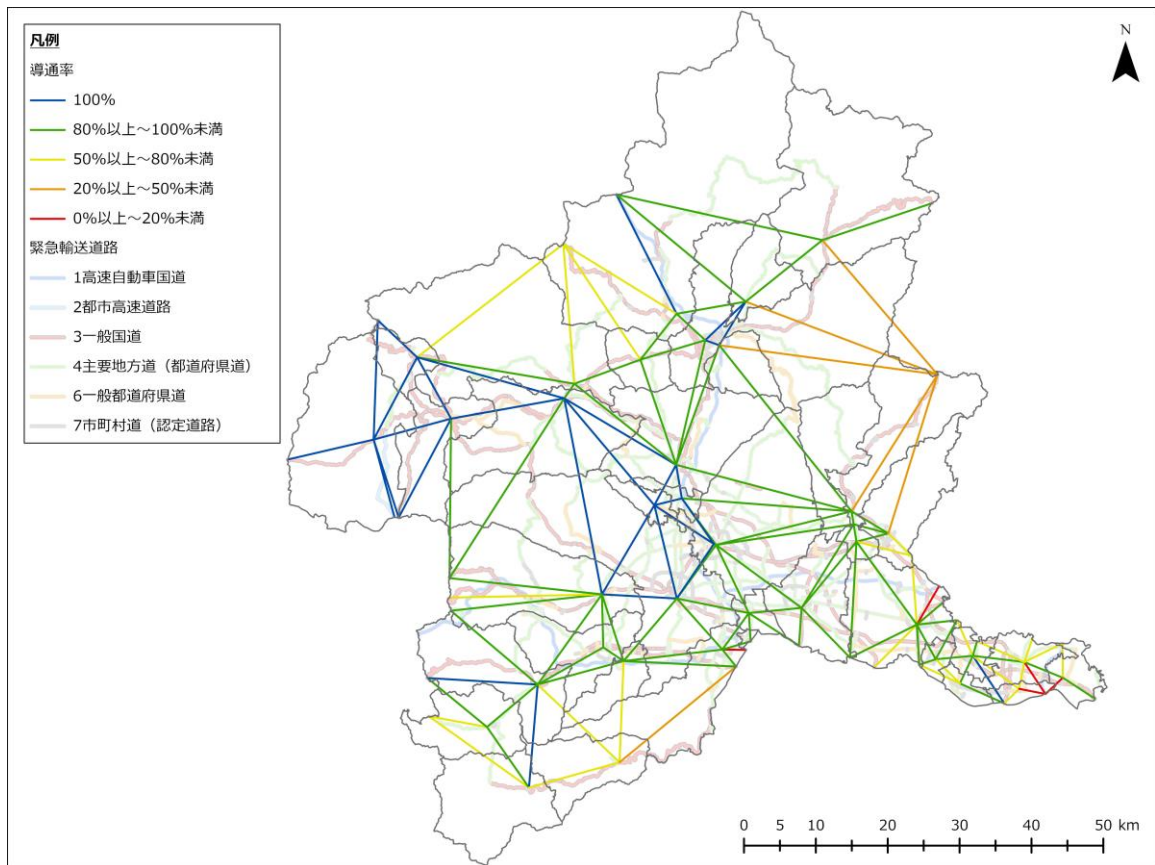 凡例
導通率
100%
80%以上～100%未満
50%以上～80%未満
20%以上～50%未満
0%以上～20%未満
緊急輸送道路
1高速自動車国道
2都市高速道路
3一般国道
4主要地方道（都道府県道）
6一般都道府県道
7市町村道（認定道路）
N
0 5 10 20 30 40 50 km